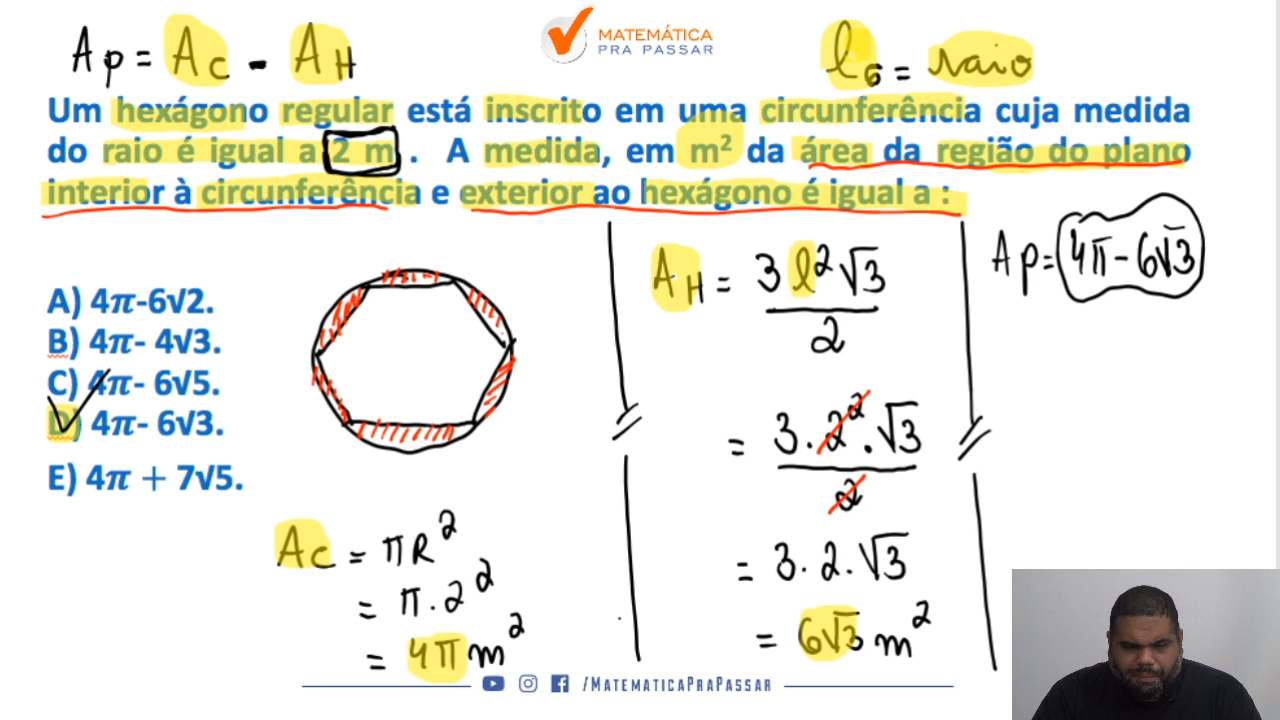 MATEMÁTICA
PRA PASSAR
Ap = Ac - AH
l6 = raio
Um hexágono regular está inscrito em uma circunferência cuja medida
do raio é igual a 2 m . A medida, em m² da área da região do plano
interior à circunferência e exterior ao hexágono é igual a :
A) 4π-6√2.
B) 4π- 4√3.
C) 4π- 6√5.
D) 4π- 6√3.
E) 4π + 7√5.
Ac = πR²
= π.2²
= 4π m²
AH = 3l²√3
2
= 3.2².√3
2
= 3.2.√3
= 6√3 m²
Ap = 4π - 6√3
/MatematicaPraPassar